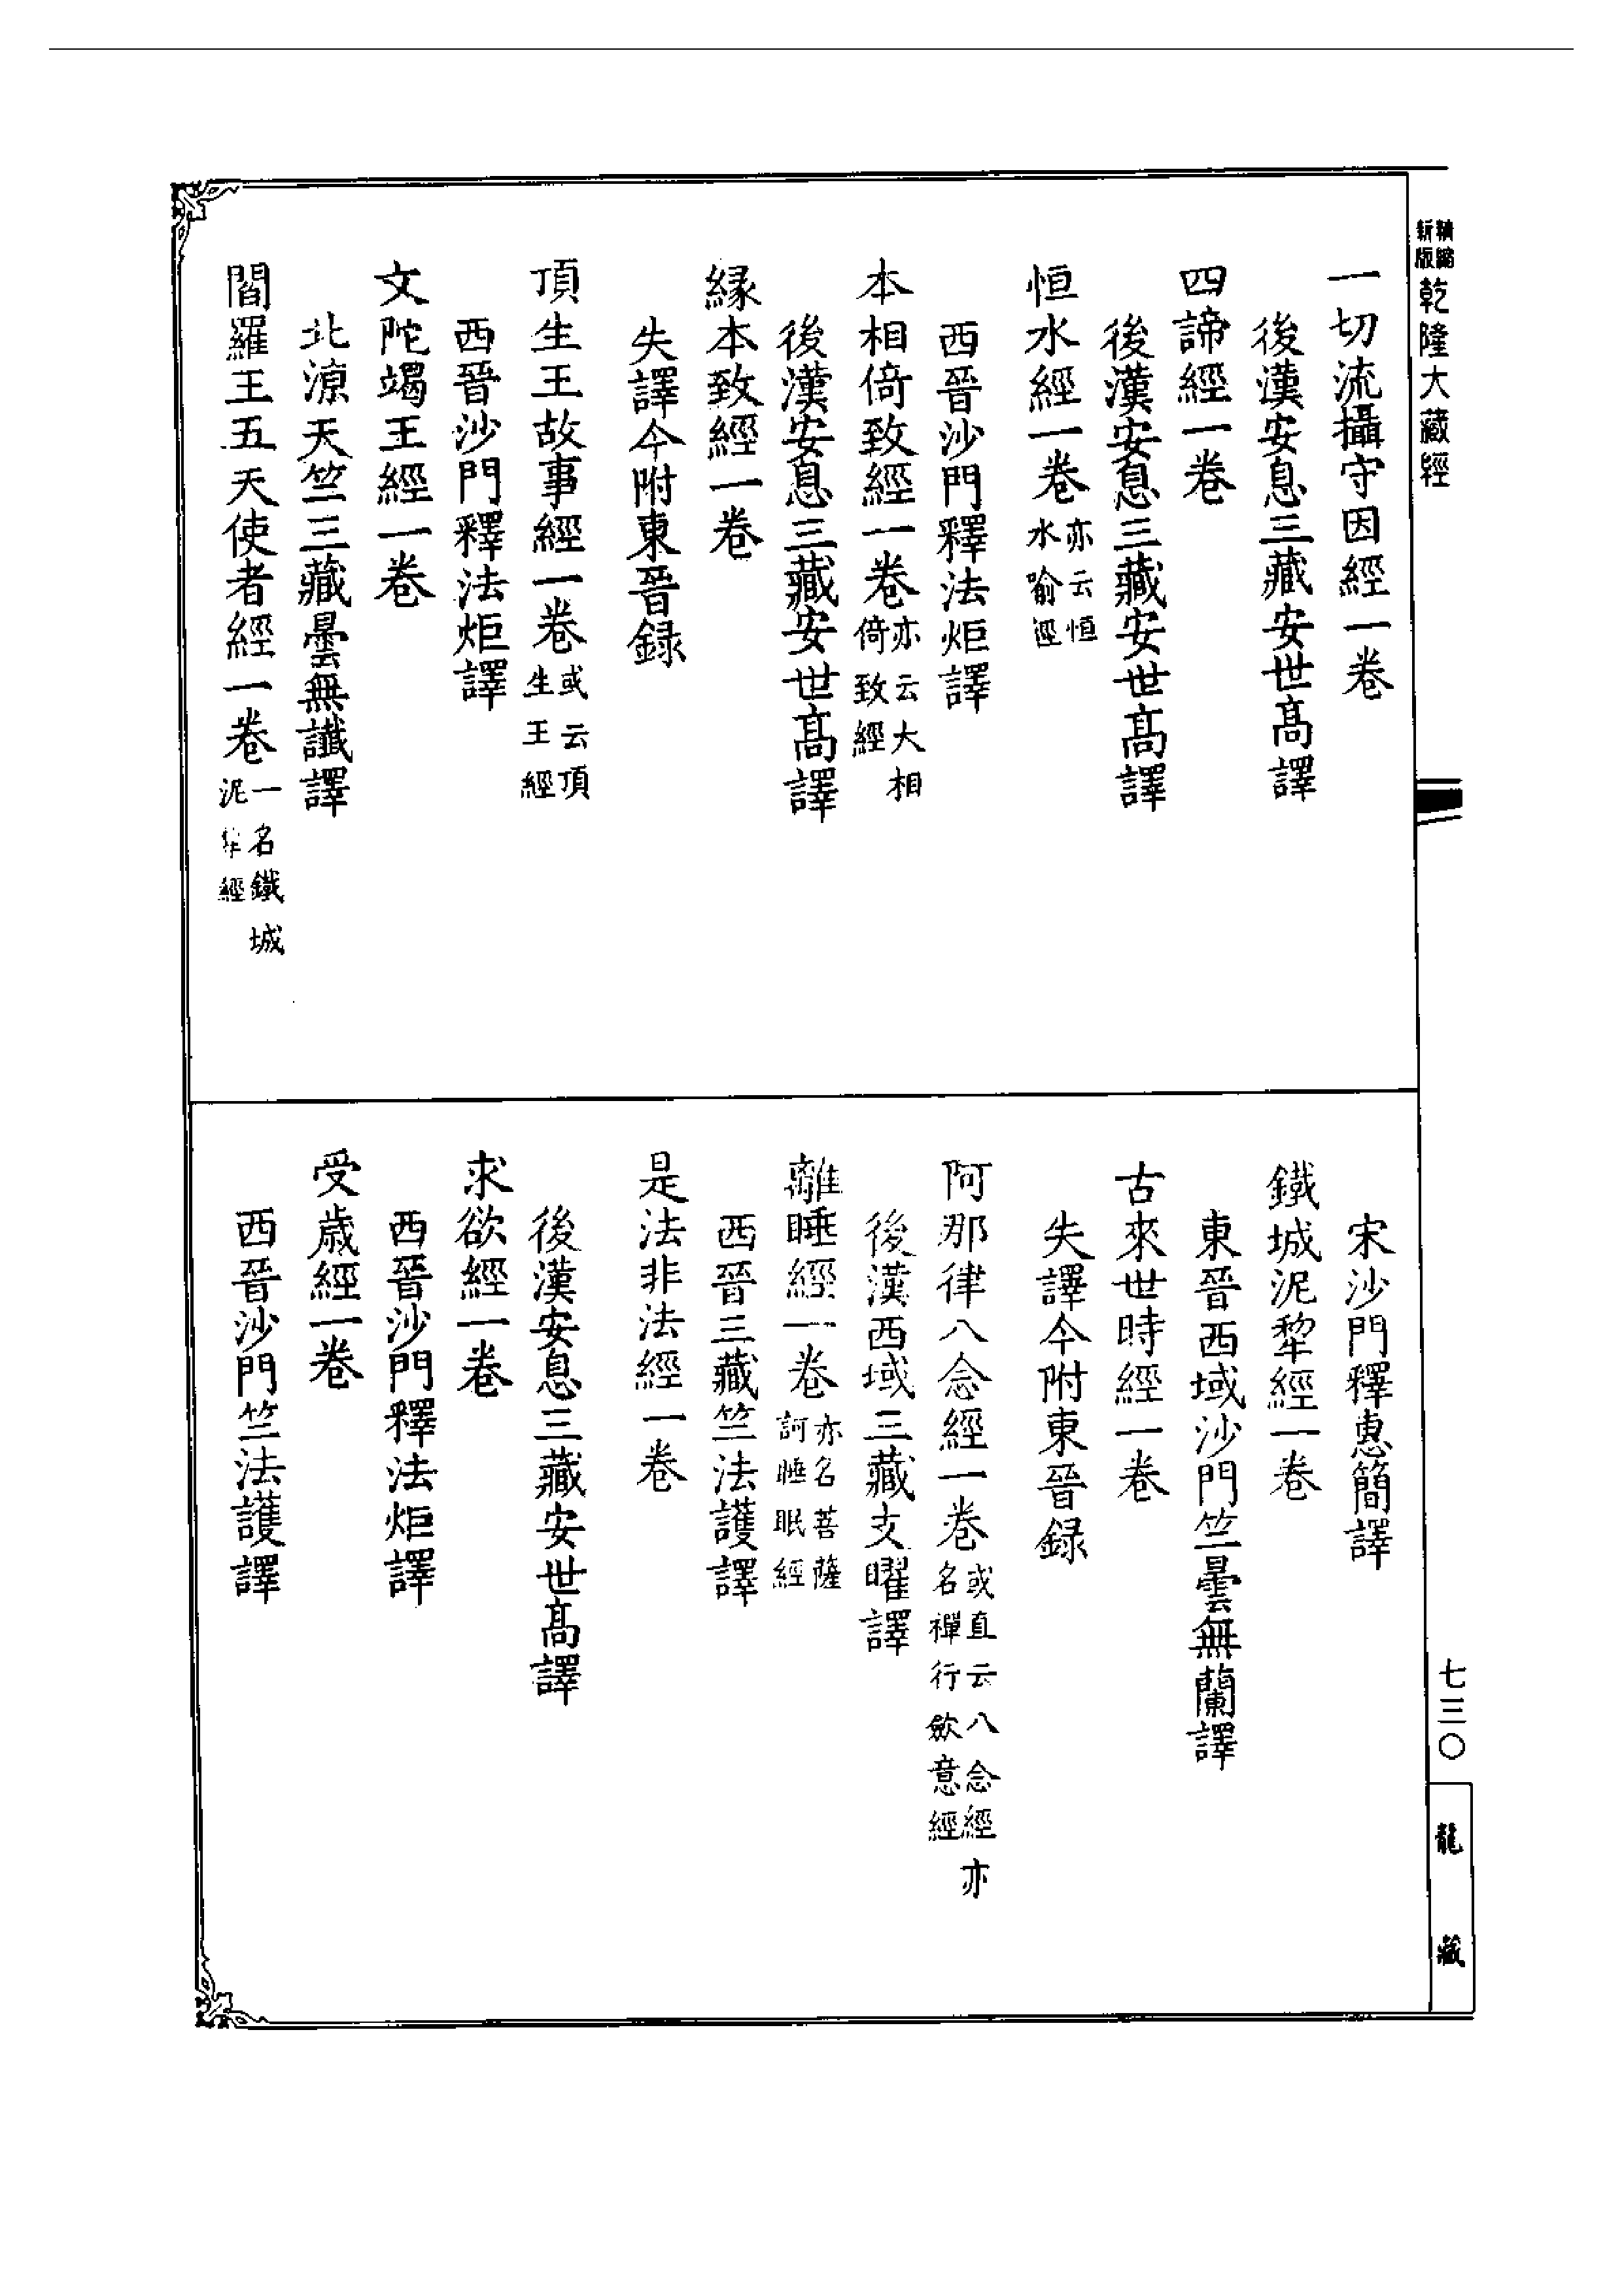 精縮新版乾隆大藏經
一切流攝守因經一卷
後漢安息三藏安世髙譯
四諦經一卷
後漢安息三藏安世髙譯
恒水經一卷亦云恒水喻經
西晉沙門釋法炬譯
本相倚致經一卷亦云大相倚致經
後漢安息三藏安世髙譯
緣本致經一卷
失譯今附東晉録
頂生王故事經一卷或云頂生王經
西晉沙門釋法炬譯
文陀竭王經一卷
北涼天竺三藏曇無讖譯
閻羅王五天使者經一卷一名鐵城泥犂經
宋沙門釋惠簡譯
鐵城泥犂經一卷
東晉西域沙門竺曇無蘭譯
古來世時經一卷
失譯今附東晉録
阿那律八念經一卷或直云八念經亦名禪行歛意經
後漢西域三藏支曜譯
離睡經一卷亦名菩薩訶睡眠經
西晉三藏竺法護譯
是法非法經一卷
後漢安息三藏安世髙譯
求欲經一卷
西晉沙門釋法炬譯
受歲經一卷
西晉沙門竺法護譯
七三〇
龍藏